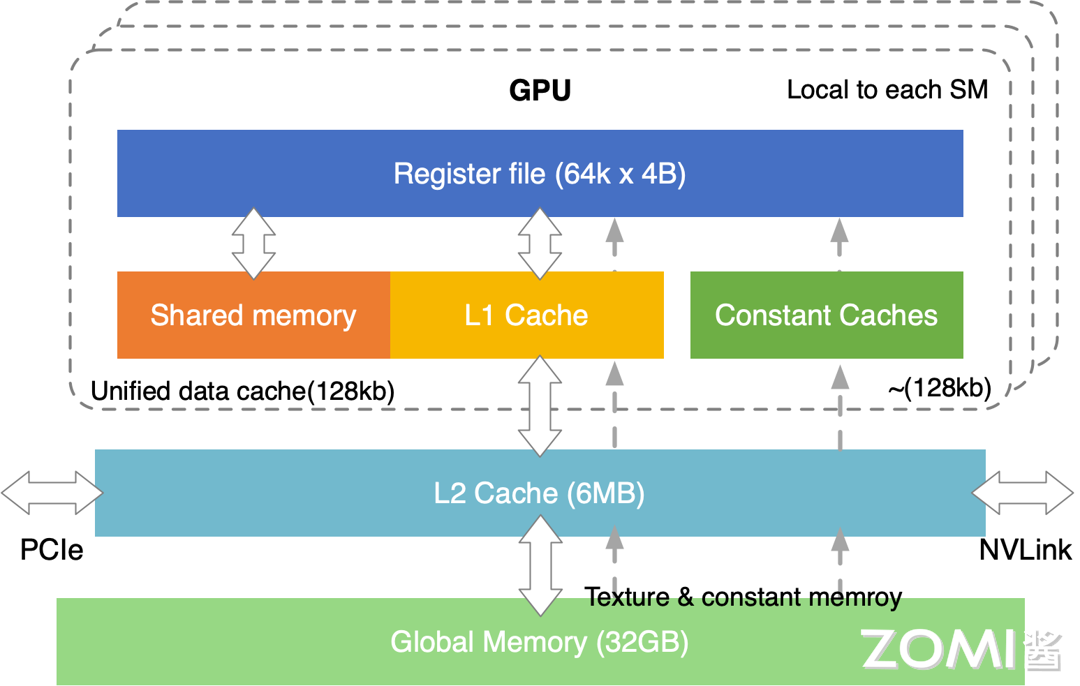 GPU
Local to each SM
Register file (64k x 4B)
Shared memory
L1 Cache
Constant Caches
Unified data cache(128kb)
~(128kb)
L2 Cache (6MB)
PCIe
NVLink
Texture & constant memroy
Global Memory (32GB)
ZOMI酱